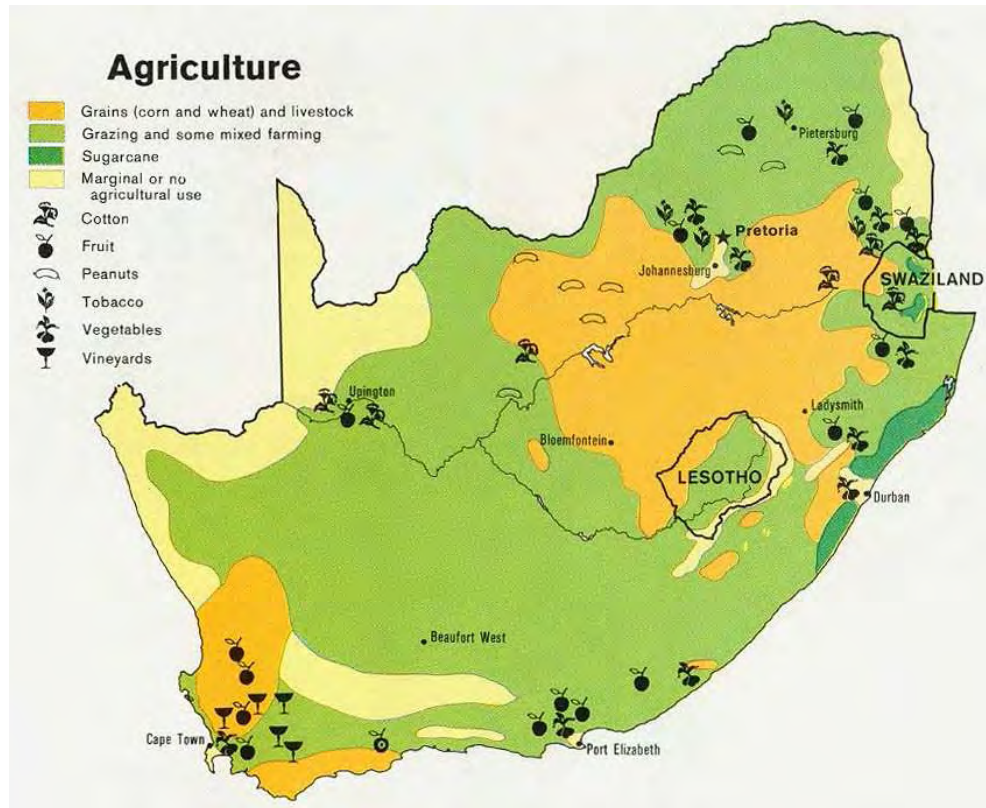 Agriculture
Grains (corn and wheat) and livestock
Grazing and some mixed farming
Sugarcane
Marginal or no
agricultural use
Cotton
Fruit
Peanuts
Tobacco
Vegetables
Vineyards
Pietersburg
Pretoria
Johannesburg
SWAZILAND
Upington
Ladysmith
Bloemfontein
LESOTHO
Durban
Beaufort West
Cape Town
Port Elizabeth